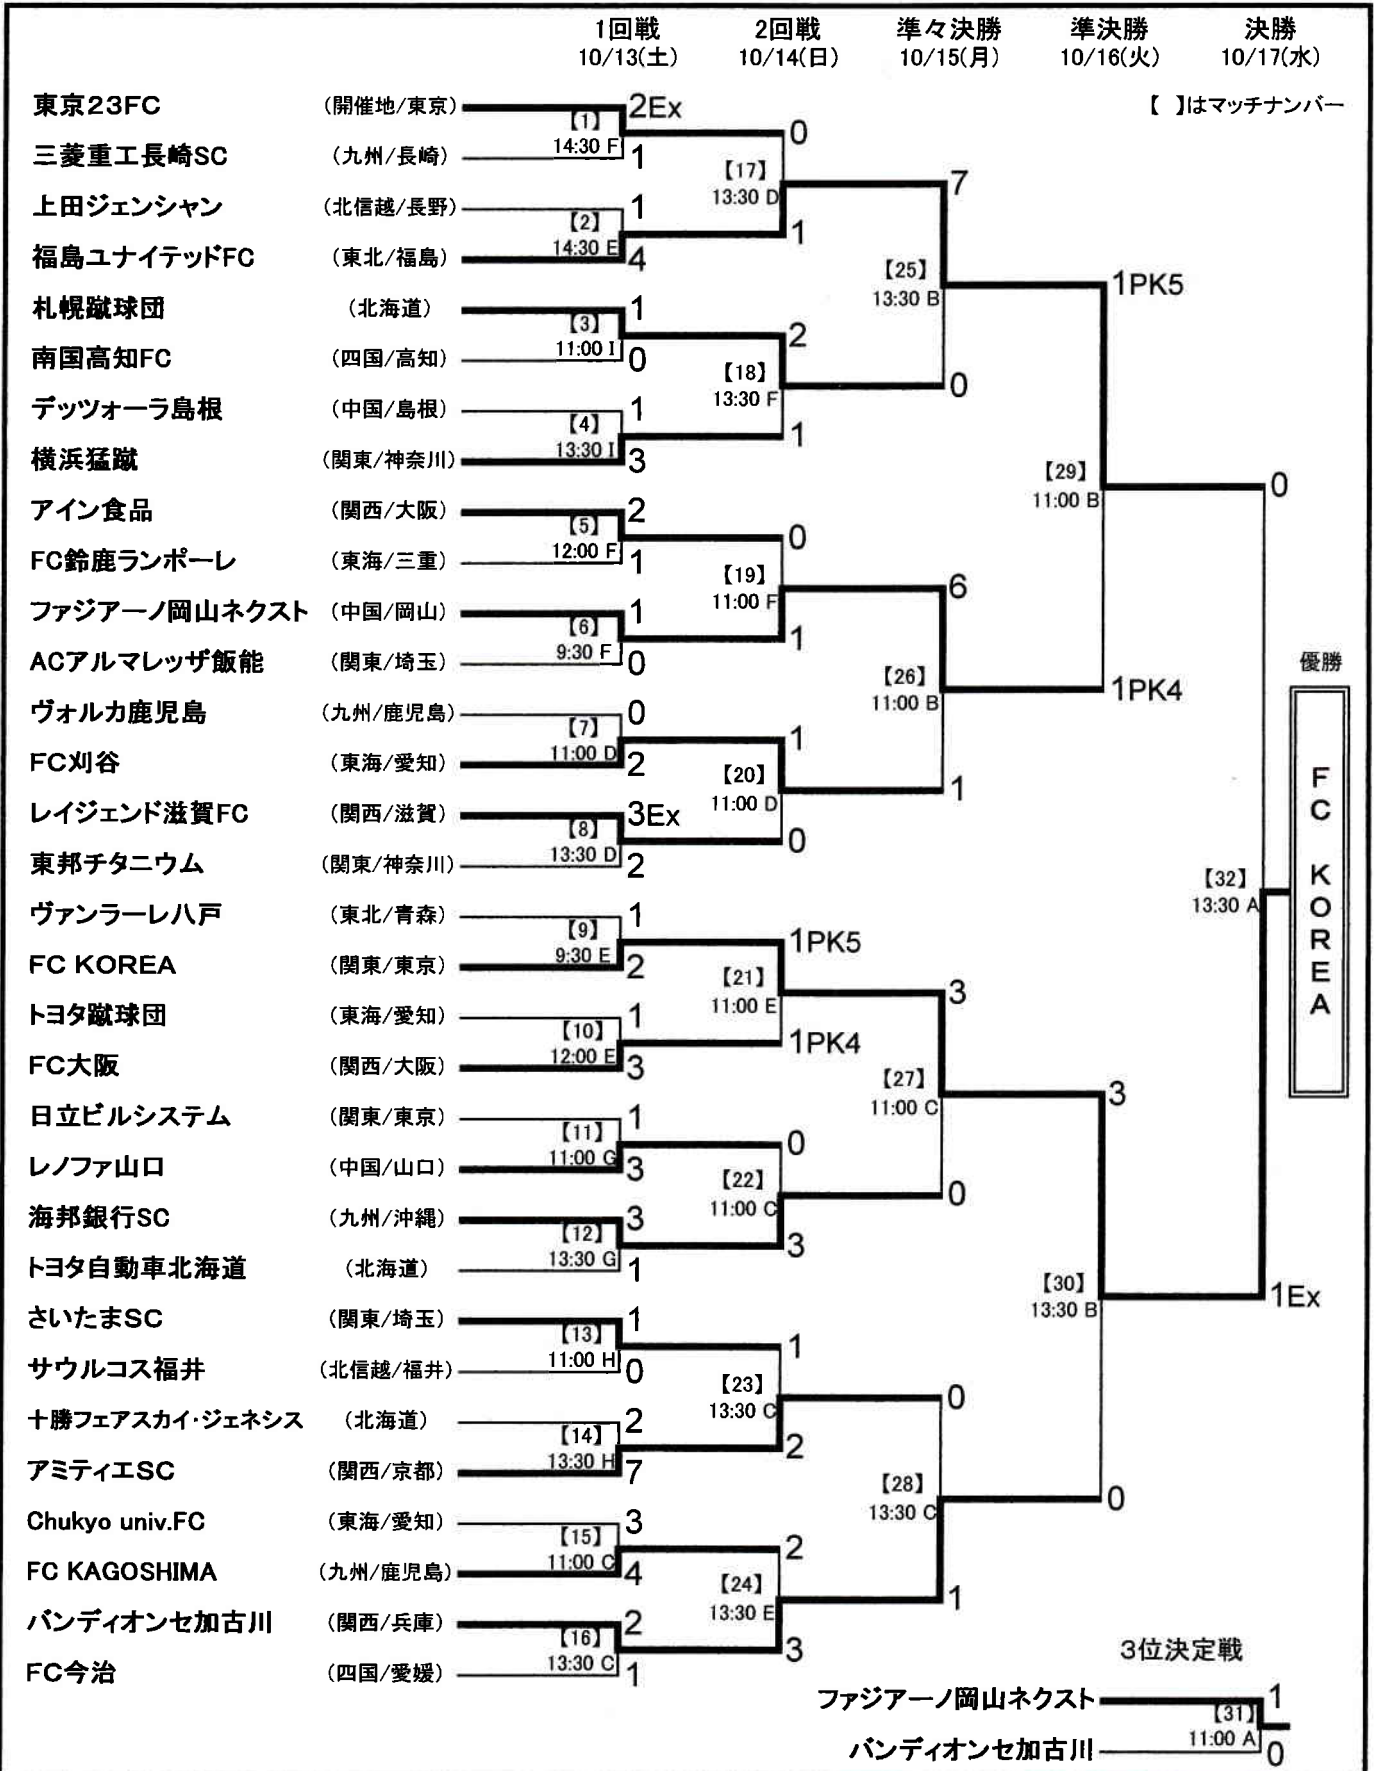 1回戦 2回戦 準々決勝 準決勝 決勝
10/13(土) 10/14(日) 10/15(月) 10/16(火) 10/17(水)
【 】はマッチナンバー
東京23FC (開催地/東京) 2Ex
【1】 14:30 F
三菱重工長崎SC (九州/長崎) 1
上田ジェンシャン (北信越/長野) 1
【2】 14:30 E
福島ユナイテッドFC (東北/福島) 4
札幌蹴球団 (北海道) 1
【3】 11:00 I
南国高知FC (四国/高知) 0
デッツォーラ島根 (中国/島根) 1
【4】 13:30 I
横浜猛蹴 (関東/神奈川) 3
アイン食品 (関西/大阪) 2
【5】 12:00 F
FC鈴鹿ランポーレ (東海/三重) 1
ファジアーノ岡山ネクスト (中国/岡山) 1
【6】 9:30 F
ACアルマレッザ飯能 (関東/埼玉) 0
ヴォルカ鹿児島 (九州/鹿児島) 0
【7】 11:00 D
FC刈谷 (東海/愛知) 2
レイジェンド滋賀FC (関西/滋賀) 3Ex
【8】 13:30 D
東邦チタニウム (関東/神奈川) 2
ヴァンラーレ八戸 (東北/青森) 1
【9】 9:30 E
FC KOREA (関東/東京) 2
トヨタ蹴球団 (東海/愛知) 1
【10】 12:00 E
FC大阪 (関西/大阪) 3
日立ビルシステム (関東/東京) 1
【11】 11:00 G
レノファ山口 (中国/山口) 3
海邦銀行SC (九州/沖縄) 3
【12】 13:30 G
トヨタ自動車北海道 (北海道) 1
さいたまSC (関東/埼玉) 1
【13】 11:00 H
サウルコス福井 (北信越/福井) 0
十勝フェアスカイ・ジェネシス (北海道) 2
【14】 13:30 H
アミティエSC (関西/京都) 7
Chukyo univ.FC (東海/愛知) 3
【15】 11:00 C
FC KAGOSHIMA (九州/鹿児島) 4
バンディオンセ加古川 (関西/兵庫) 2
【16】 13:30 C
FC今治 (四国/愛媛) 1
0
【17】 13:30 D
1
2
【18】 13:30 F
1
0
【19】 11:00 F
1
1
【20】 11:00 D
0
1PK5
【21】 11:00 E
1PK4
0
【22】 11:00 C
3
1
【23】 13:30 C
2
2
【24】 13:30 E
3
7
【25】 13:30 B
0
6
【26】 11:00 B
1
3
【27】 11:00 C
0
0
【28】 13:30 C
1
1PK5
【29】 11:00 B
1PK4
3
【30】 13:30 B
0
0
【32】 13:30 A
1Ex
優勝
FC KOREA
3位決定戦
ファジアーノ岡山ネクスト 1
【31】 11:00 A
バンディオンセ加古川 0